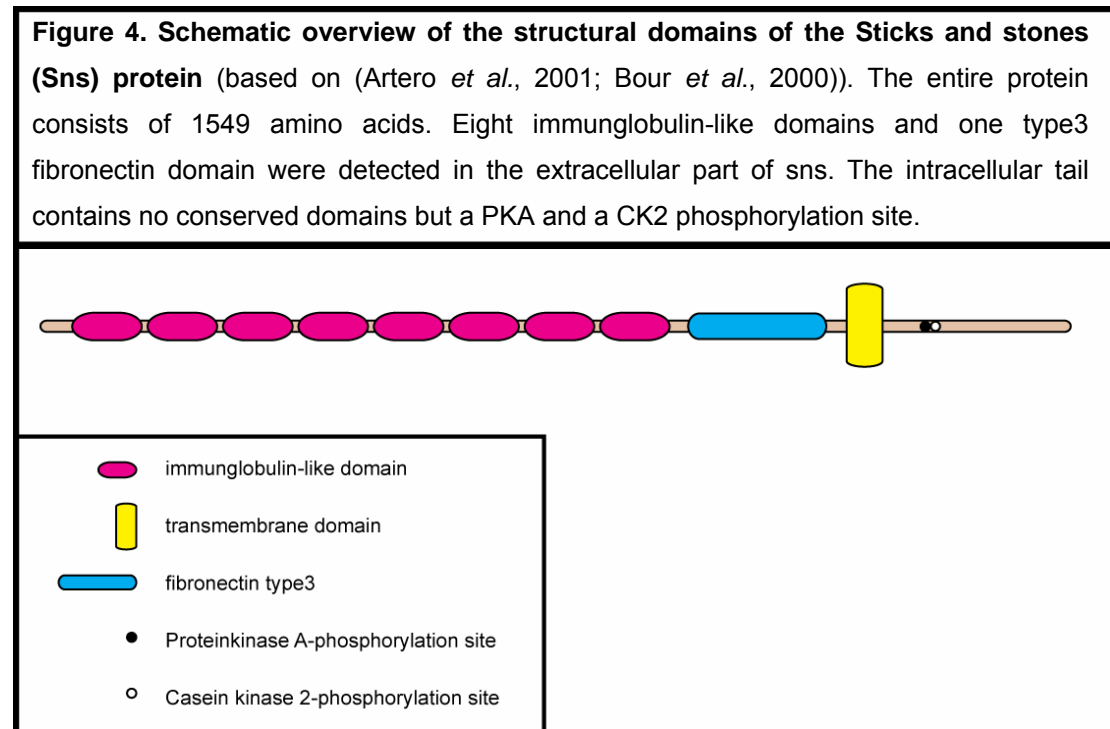 Figure 4. Schematic overview of the structural domains of the Sticks and stones
(Sns) protein (based on (Artero et al., 2001; Bour et al., 2000)). The entire protein
consists of 1549 amino acids. Eight immunglobulin-like domains and one type3
fibronectin domain were detected in the extracellular part of sns. The intracellular tail
contains no conserved domains but a PKA and a CK2 phosphorylation site.
immunglobulin-like domain
transmembrane domain
fibronectin type3
Proteinkinase A-phosphorylation site
Casein kinase 2-phosphorylation site